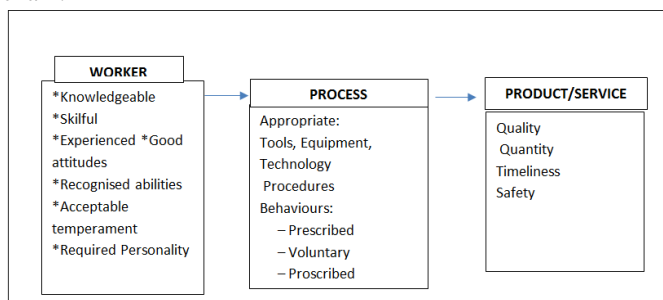 WORKER
*Knowledgeable
*Skilful
*Experienced *Good
attitudes
*Recognised abilities
*Acceptable
temperament
*Required Personality
PROCESS
Appropriate:
Tools, Equipment,
Technology
Procedures
Behaviours:
– Prescribed
– Voluntary
– Proscribed
PRODUCT/SERVICE
Quality
Quantity
Timeliness
Safety